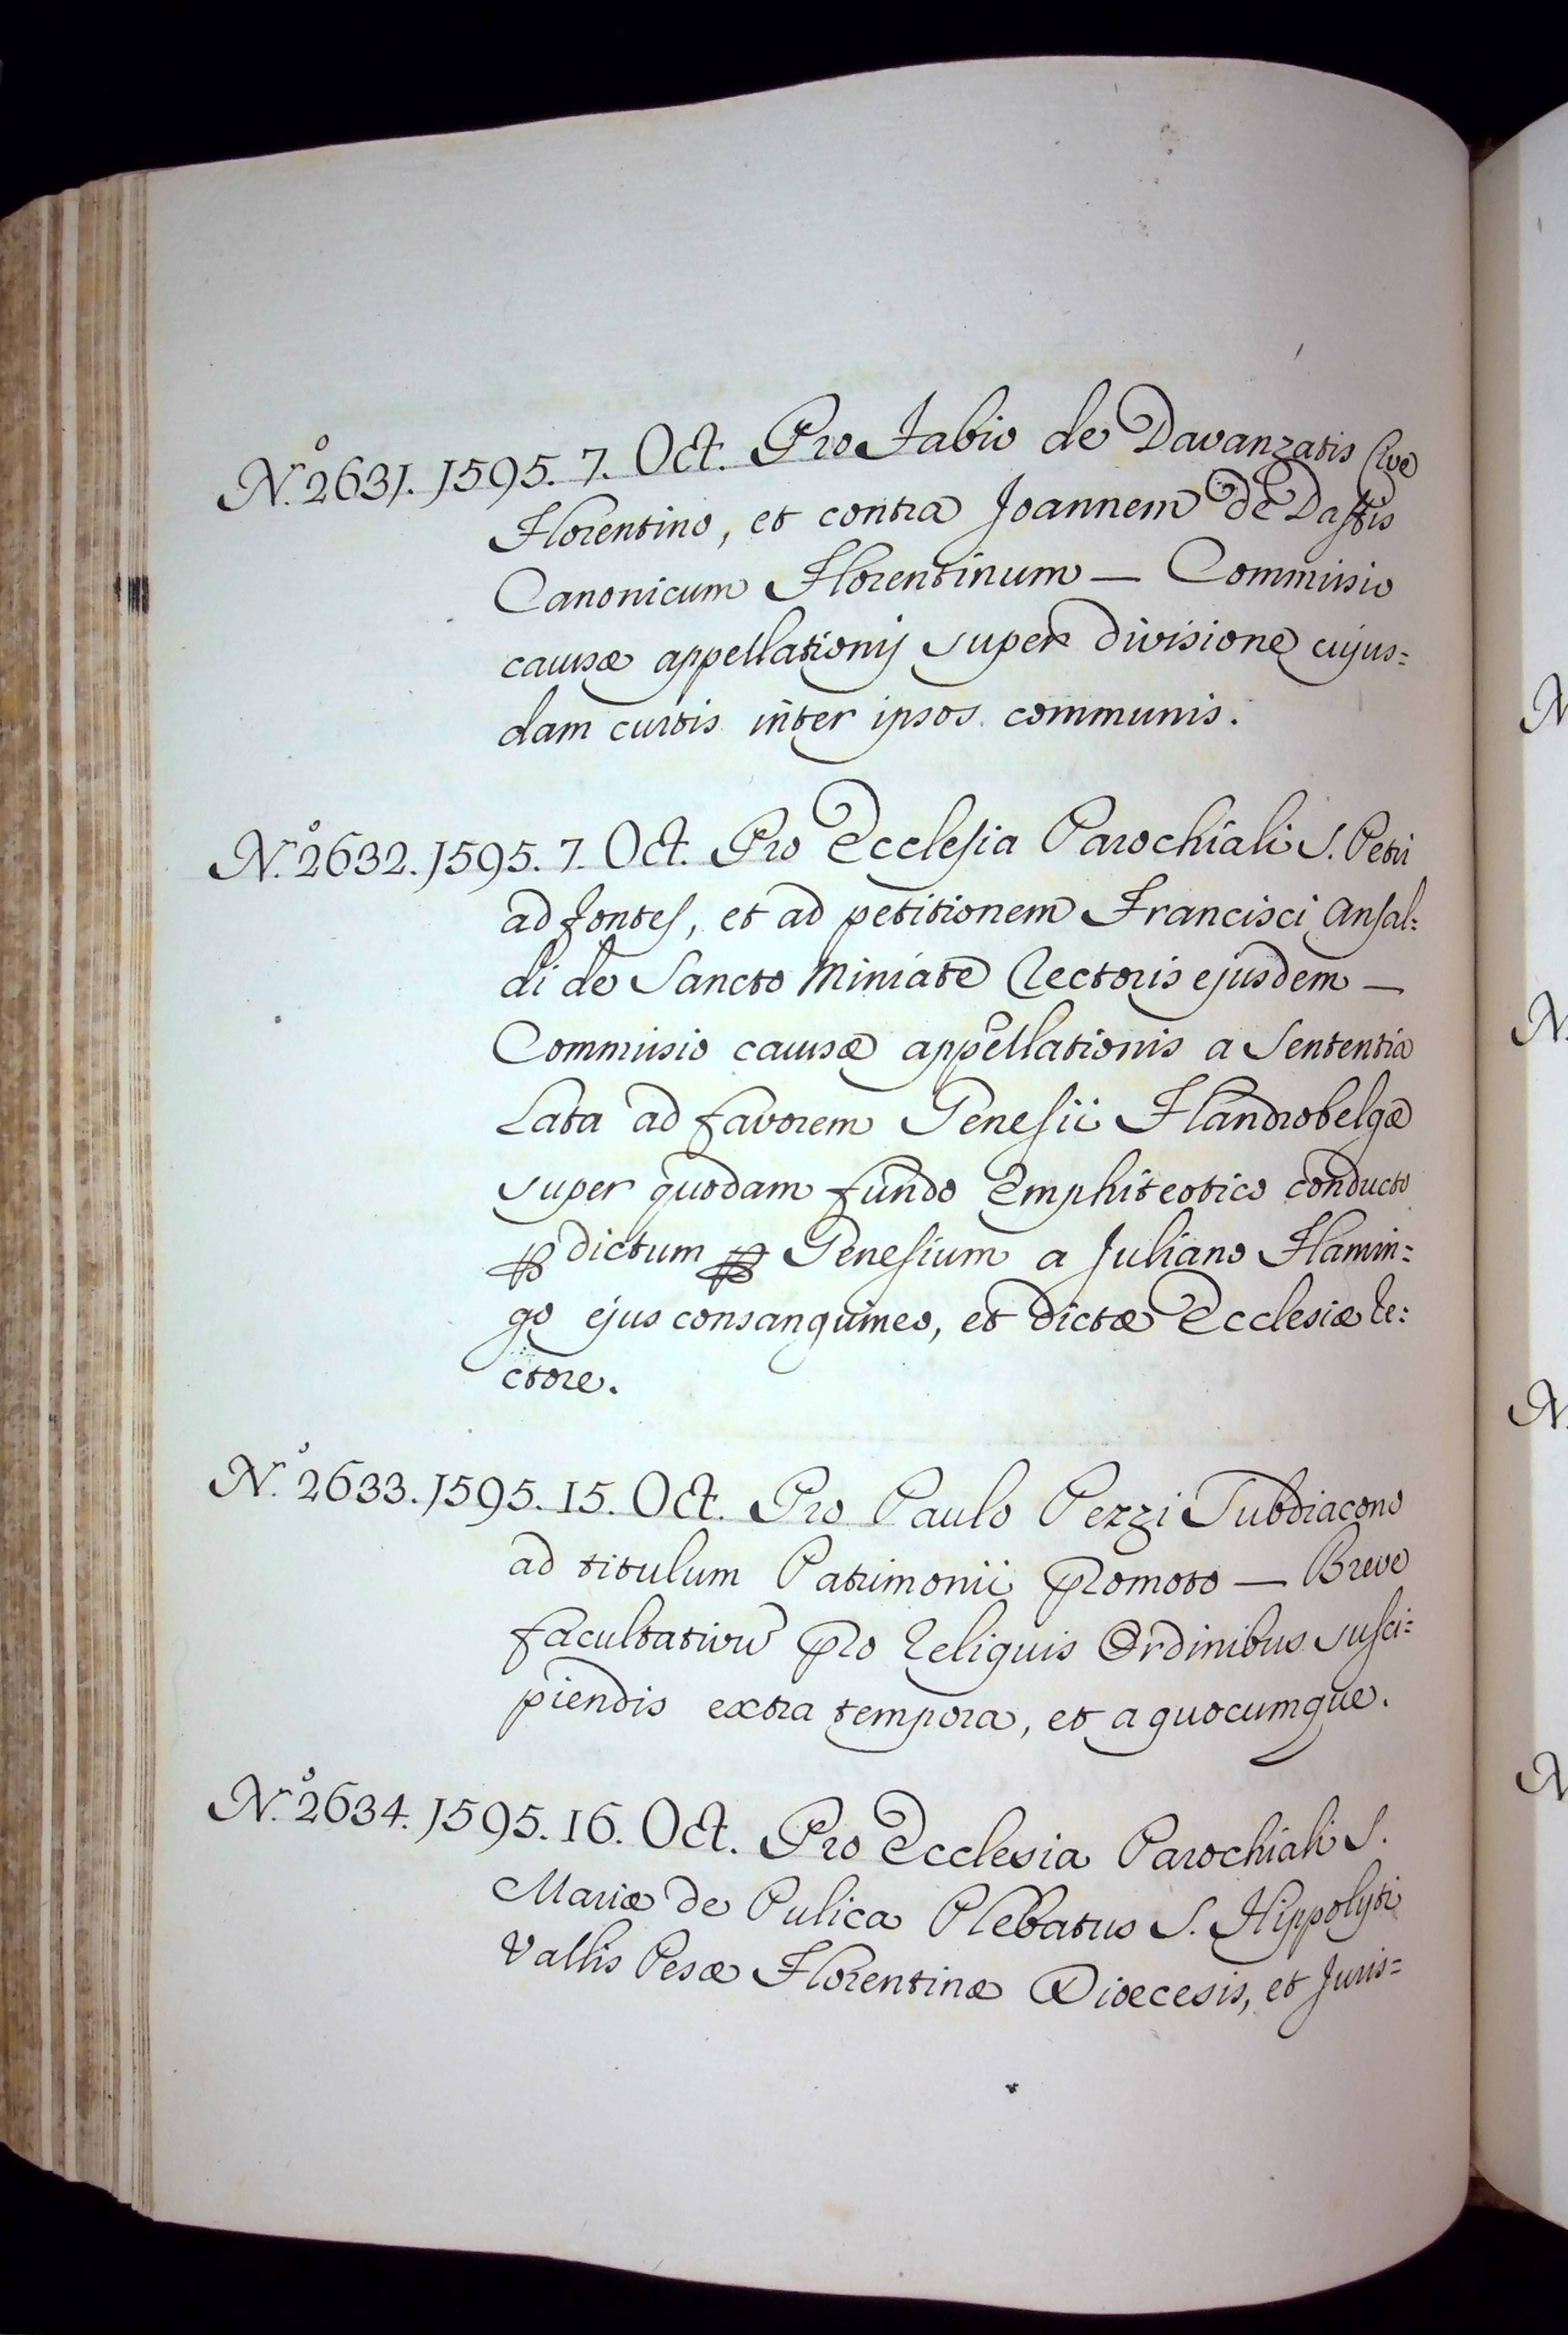 N.º 2631. 1595. 7. Oct. Pro Fabio de Davanzatis Cive
Florentino, et contra Joannem de Dastis
Canonicum Florentinum — Commissio
causæ appellationis super divisione cujus=
dam curtis inter ipsos communis.
N.º 2632. 1595. 7. Oct. Pro Ecclesia Parochiali S. Petri
ad fontes, et ad petitionem Francisci Ansal=
di de Sancto Miniate Rectoris ejusdem —
Commissio causæ appellationis a Sententia
Lata ad favorem Genesii Flandrobelgæ
super quodam fundo Emphiteotico conducto
dictum Genesium a Juliano Flamin=
go ejus consanguineo, et dictæ Ecclesiæ Re=
ctore.
N.º 2633. 1595. 15. Oct. Pro Paulo Pezzi Subdiacono
ad titulum Patrimonii promoto — Breve
facultativũ pro reliquis Ordinibus susci=
piendis extra tempora, et a quocumque.
N.º 2634. 1595. 16. Oct. Pro Ecclesia Parochiali S.
Mariæ de Pulica Plebatus S. Hippolyti
Vallis Pesæ Florentinæ Diœcesis, et Juris=